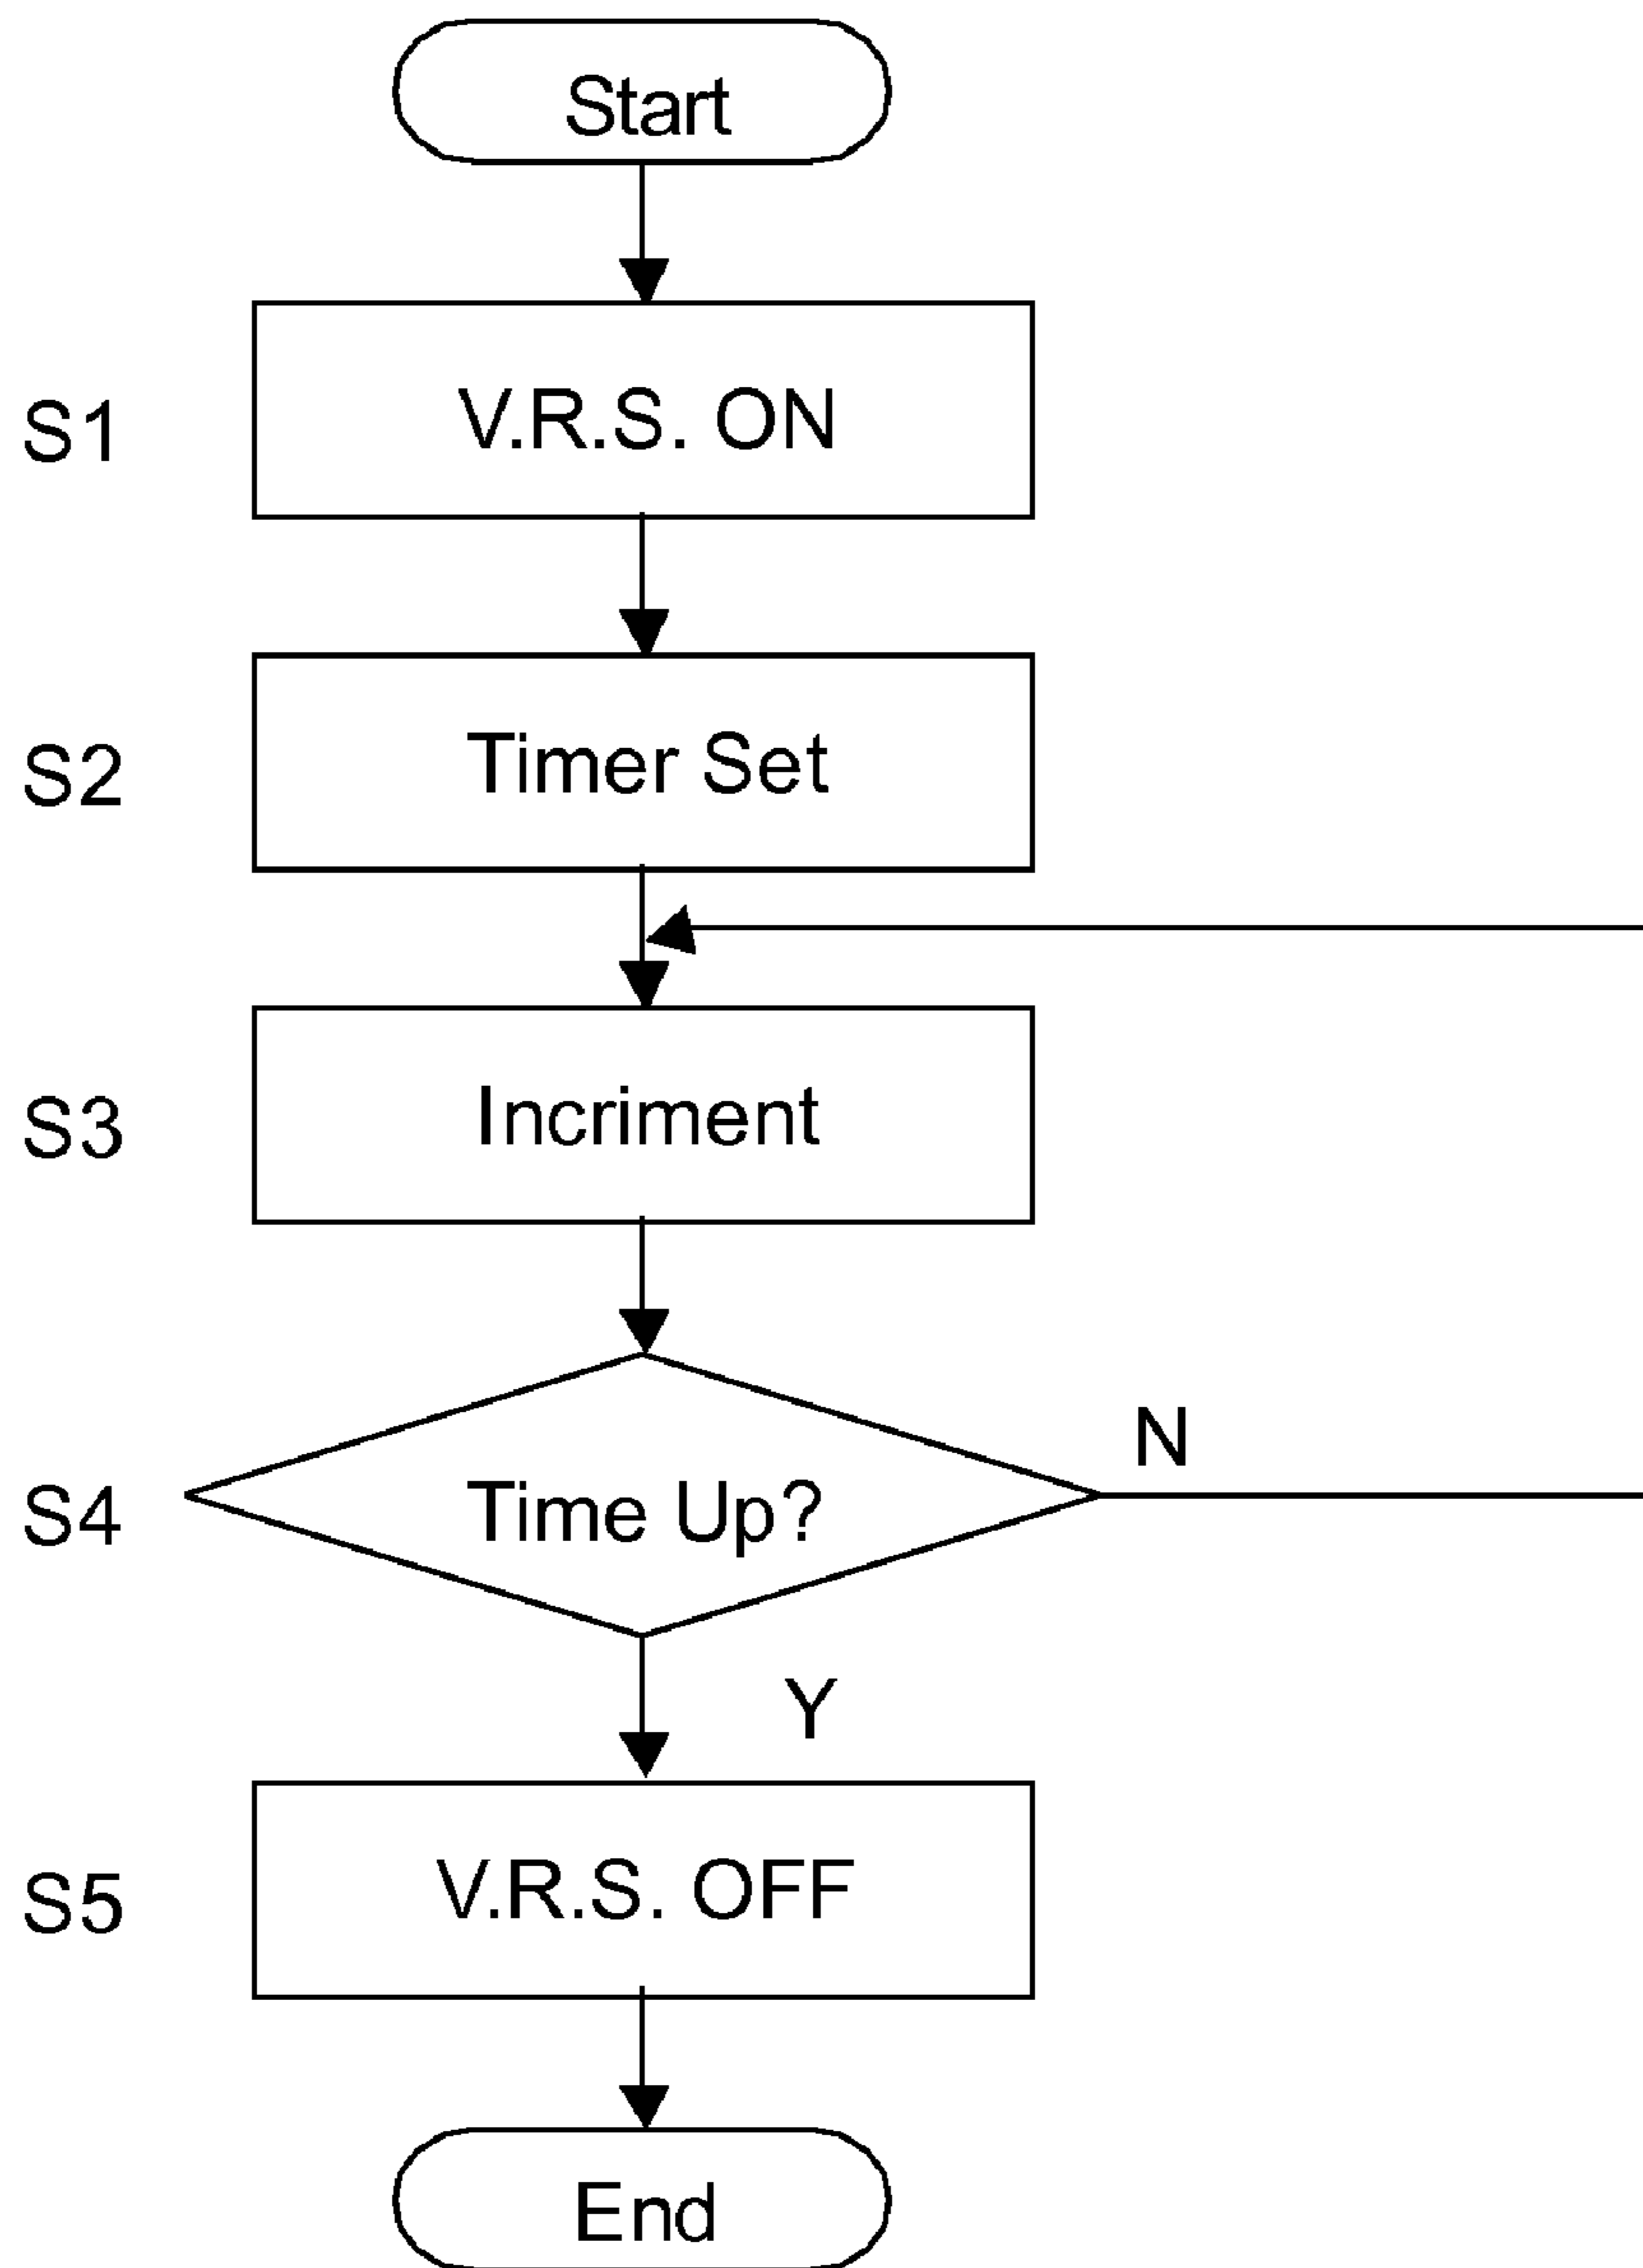 Start
S1
V.R.S. ON
S2
Timer Set
S3
Incriment
S4
Time Up?
N
Y
S5
V.R.S. OFF
End